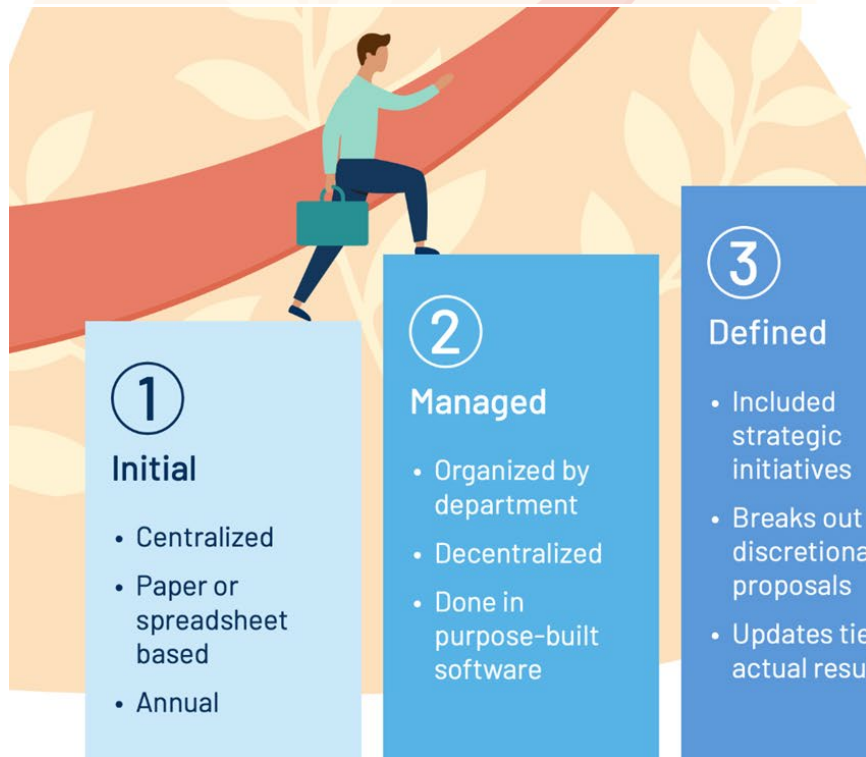 1
Initial
• Centralized
• Paper or
spreadsheet
based
• Annual
2
Managed
• Organized by
department
• Decentralized
• Done in
purpose-built
software
3
Defined
• Included
strategic
initiatives
• Breaks out
proposals
• Updates
actual